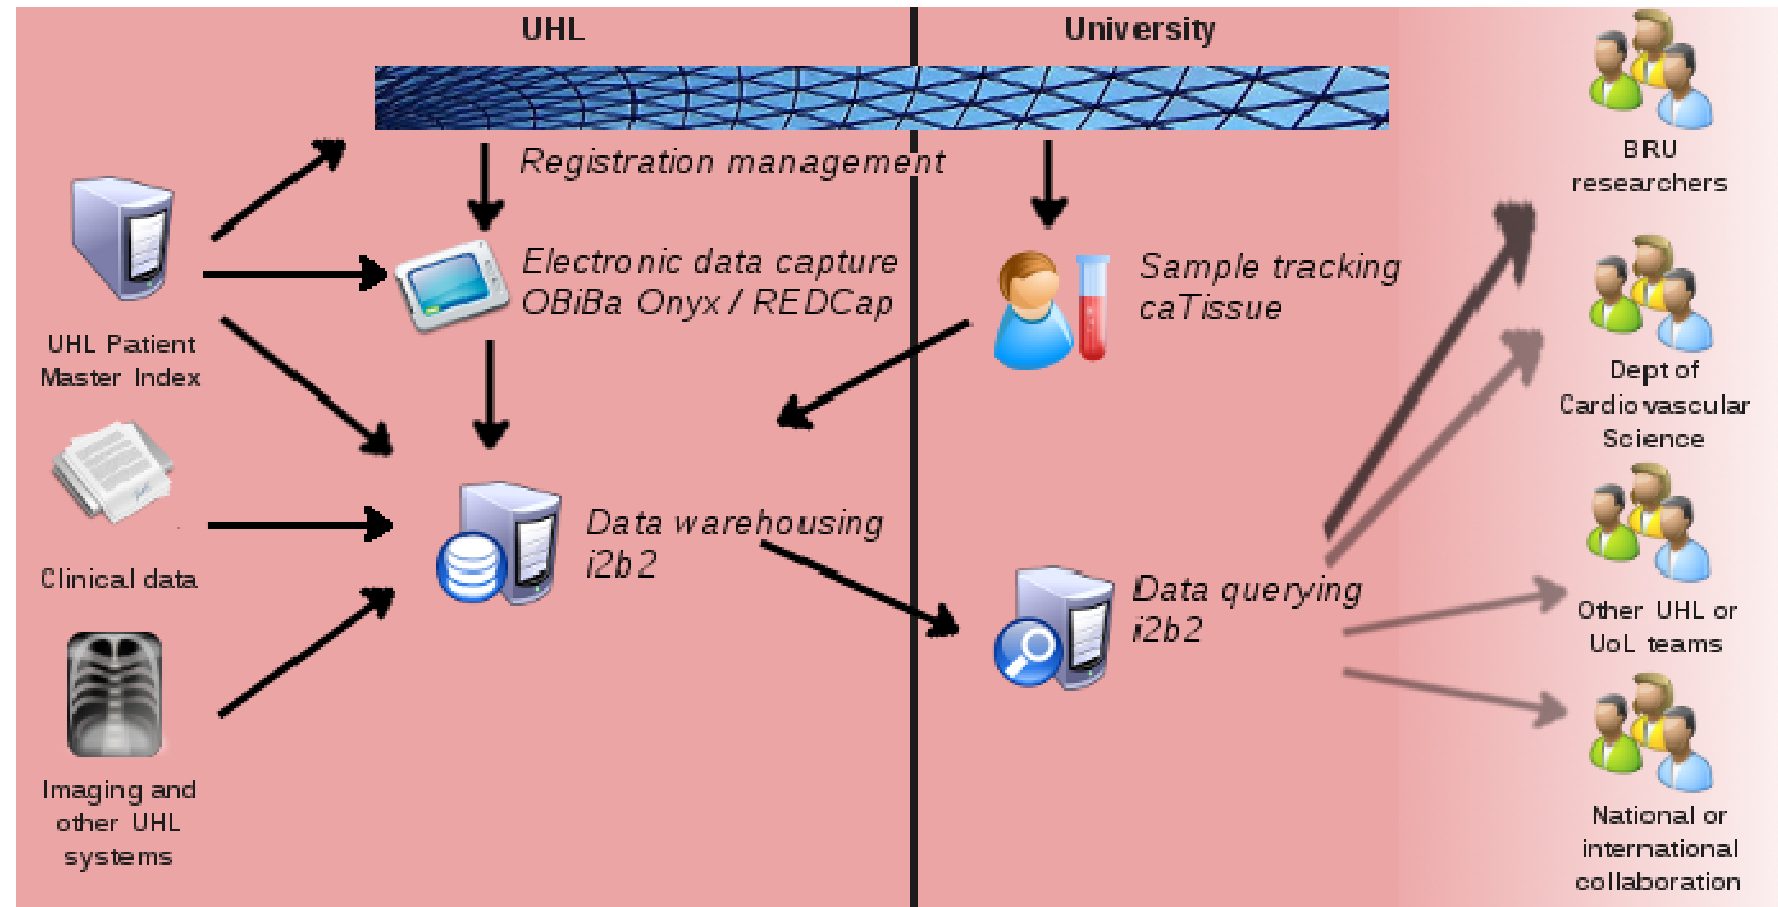 UHL
University
Registration management
UHL Patient
Master Index
Electronic data capture
OBiBa Onyx / REDCap
Sample tracking
caTissue
Clinical data
Data warehousing
i2b2
Data querying
i2b2
Imaging and
other UHL
systems
BRU
researchers
Dept of
Cardiovascular
Science
Other UHL or
UoL teams
National or
international
collaboration